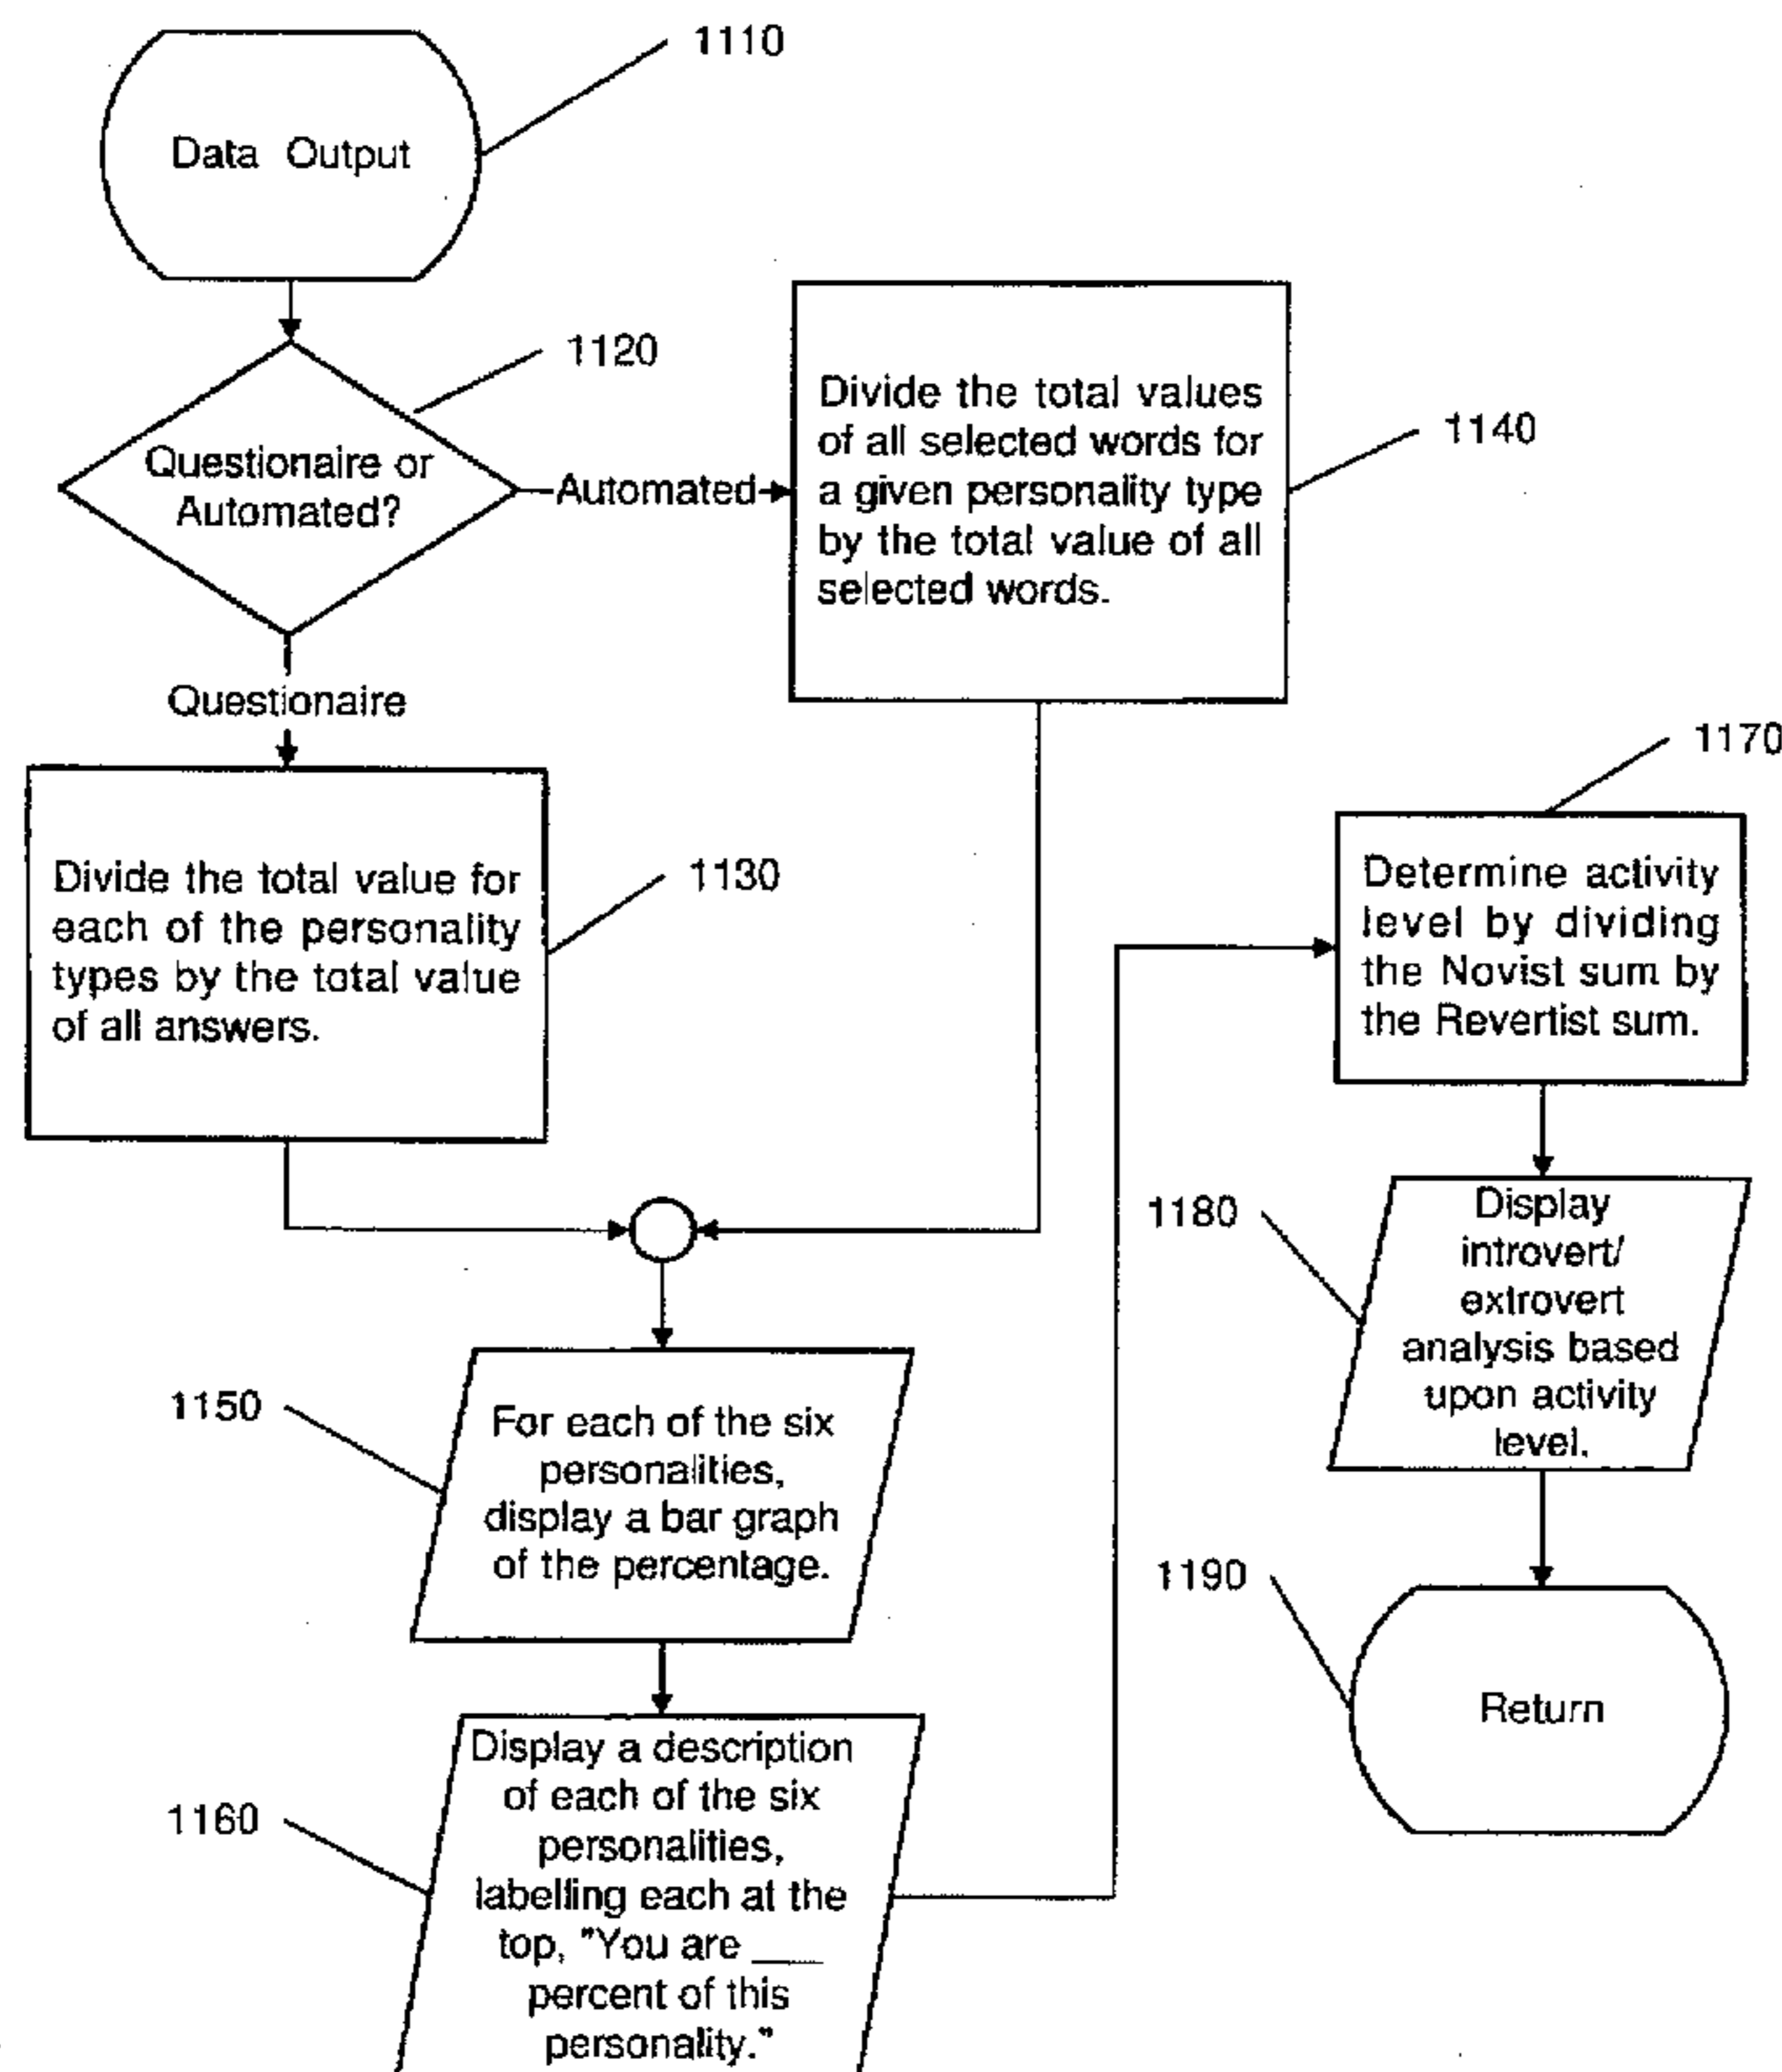 1110
Data Output
1120
Questionaire or
Automated?
Automated
Divide the total values
of all selected words for
a given personality type
by the total value of all
selected words.
1140
Questionaire
Divide the total value for
each of the personality
types by the total value
of all answers.
1130
1170
Determine activity
level by dividing
the Novist sum by
the Revertist sum.
1150
For each of the six
personalities,
display a bar graph
of the percentage.
1160
Display a description
of each of the six
personalities,
labelling each at the
top, "You are ___
percent of this
personality."
1180
Display
introvert/
extrovert
analysis based
upon activity
level.
1190
Return